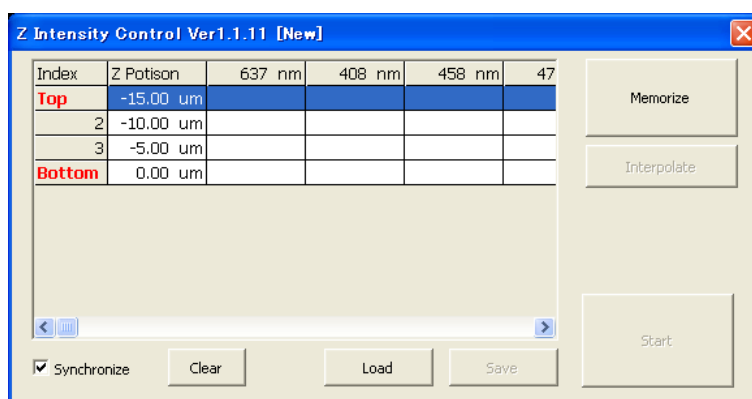 Z Intensity Control Ver1.1.11 [New]
Index Z Potison 637 nm 408 nm 458 nm 47
Top -15.00 um
2 -10.00 um
3 -5.00 um
Bottom 0.00 um
Memorize
Interpolate
Start
Synchronize Clear Load Save